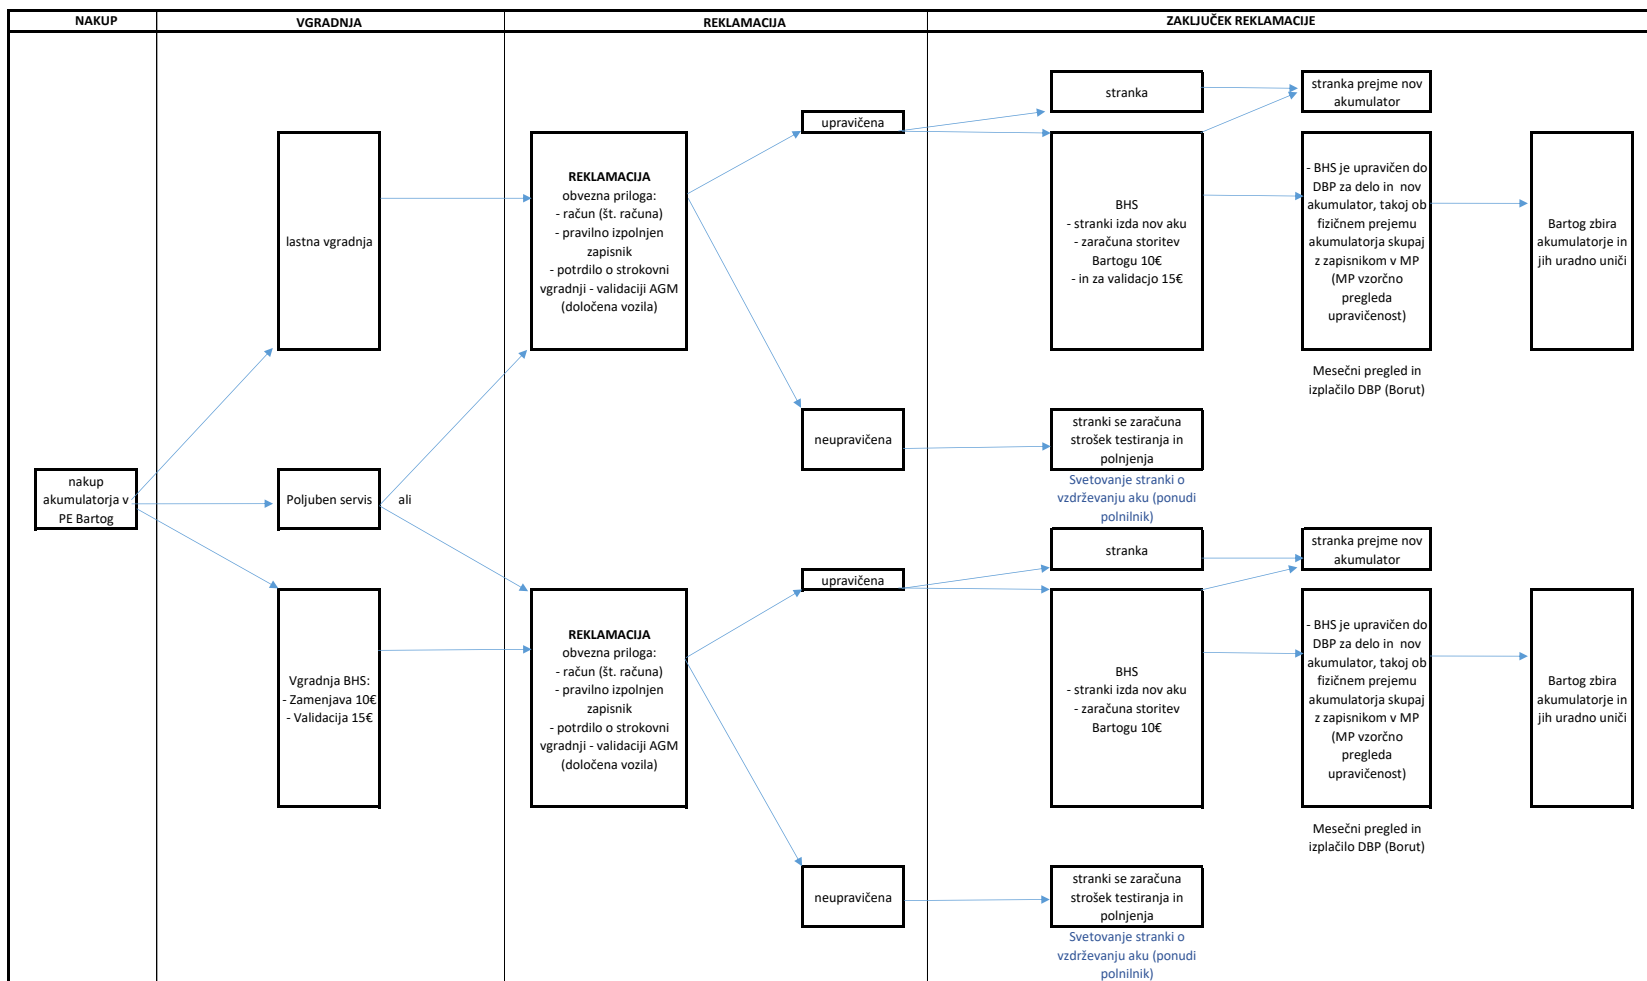 NAKUP
VGRADNJA
REKLAMACIJA
ZAKLJUČEK REKLAMACIJE
nakup
akumulatorja v
PE Bartog
lastna vgradnja
Poljuben servis
ali
Vgradnja BHS:
- Zamenjava 10€
- Validacija 15€
REKLAMACIJA
obvezna priloga:
- račun (št. računa)
- pravilno izpolnjen
zapisnik
- potrdilo o strokovni
vgradnji - validaciji AGM
(določena vozila)
upravičena
neupravičena
stranka
stranka prejme nov
akumulator
BHS
- stranki izda nov aku
- zaračuna storitev
Bartogu 10€
- in za validacjo 15€
- BHS je upravičen do
DBP za delo in  nov
akumulator, takoj ob
fizičnem prejemu
akumulatorja skupaj
z zapisnikom v MP
(MP vzorčno
pregleda
upravičenost)
Mesečni pregled in
izplačilo DBP (Borut)
Bartog zbira
akumulatorje in
jih uradno uniči
stranki se zaračuna
strošek testiranja in
polnjenja
Svetovanje stranki o
vzdrževanju aku (ponudi
polnilnik)
REKLAMACIJA
obvezna priloga:
- račun (št. računa)
- pravilno izpolnjen
zapisnik
- potrdilo o strokovni
vgradnji - validaciji AGM
(določena vozila)
upravičena
neupravičena
stranka
stranka prejme nov
akumulator
BHS
- stranki izda nov aku
- zaračuna storitev
Bartogu 10€
- BHS je upravičen do
DBP za delo in  nov
akumulator, takoj ob
fizičnem prejemu
akumulatorja skupaj
z zapisnikom v MP
(MP vzorčno
pregleda
upravičenost)
Mesečni pregled in
izplačilo DBP (Borut)
Bartog zbira
akumulatorje in
jih uradno uniči
stranki se zaračuna
strošek testiranja in
polnjenja
Svetovanje stranki o
vzdrževanju aku (ponudi
polnilnik)